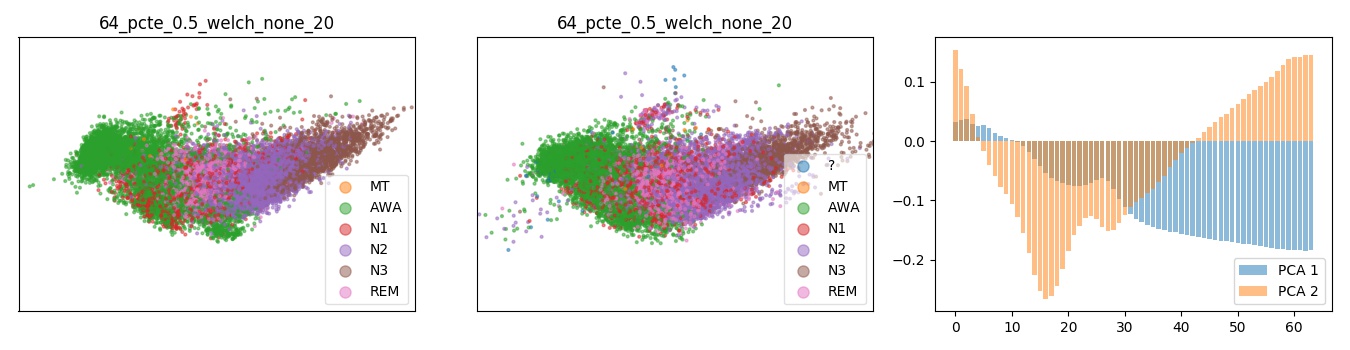 64_pcte_0.5_welch_none_20
MT
AWA
N1
N2
N3
REM
64_pcte_0.5_welch_none_20
?
MT
AWA
N1
N2
N3
REM
0.1
0.0
−0.1
−0.2
0
10
20
30
40
50
60
PCA 1
PCA 2